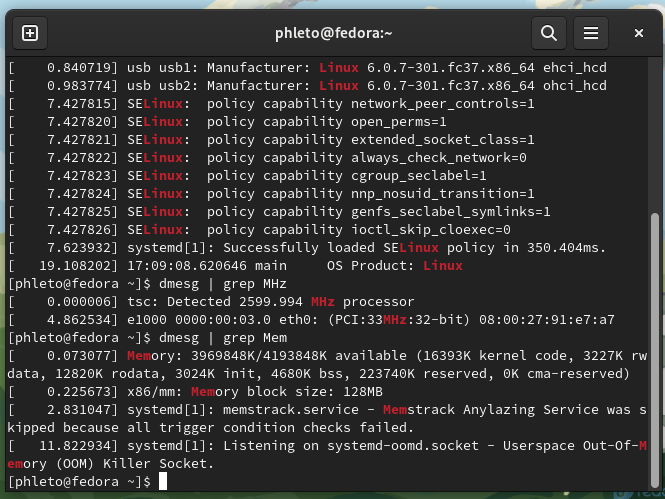 phleto@fedora:~
[    0.840719] usb usb1: Manufacturer: Linux 6.0.7-301.fc37.x86_64 ehci_hcd
[    0.983774] usb usb2: Manufacturer: Linux 6.0.7-301.fc37.x86_64 ohci_hcd
[    7.427815] SELinux:  policy capability network_peer_controls=1
[    7.427820] SELinux:  policy capability open_perms=1
[    7.427821] SELinux:  policy capability extended_socket_class=1
[    7.427822] SELinux:  policy capability always_check_network=0
[    7.427823] SELinux:  policy capability cgroup_seclabel=1
[    7.427824] SELinux:  policy capability nnp_nosuid_transition=1
[    7.427825] SELinux:  policy capability genfs_seclabel_symlinks=1
[    7.427826] SELinux:  policy capability ioctl_skip_cloexec=0
[    7.623932] systemd[1]: Successfully loaded SELinux policy in 350.404ms.
[   19.108202] 17:09:08.620646 main     OS Product: Linux
[phleto@fedora ~]$ dmesg | grep MHz
[    0.000006] tsc: Detected 2599.994 MHz processor
[    4.862534] e1000 0000:00:03.0 eth0: (PCI:33MHz:32-bit) 08:00:27:91:e7:a7
[phleto@fedora ~]$ dmesg | grep Mem
[    0.073077] Memory: 3969848K/4193848K available (16393K kernel code, 3227K rw
data, 12820K rodata, 3024K init, 4680K bss, 223740K reserved, 0K cma-reserved)
[    0.225673] x86/mm: Memory block size: 128MB
[    2.831047] systemd[1]: memstrack.service - Memstrack Anylazing Service was s
kipped because all trigger condition checks failed.
[   11.822934] systemd[1]: Listening on systemd-oomd.socket - Userspace Out-Of-M
emory (OOM) Killer Socket.
[phleto@fedora ~]$